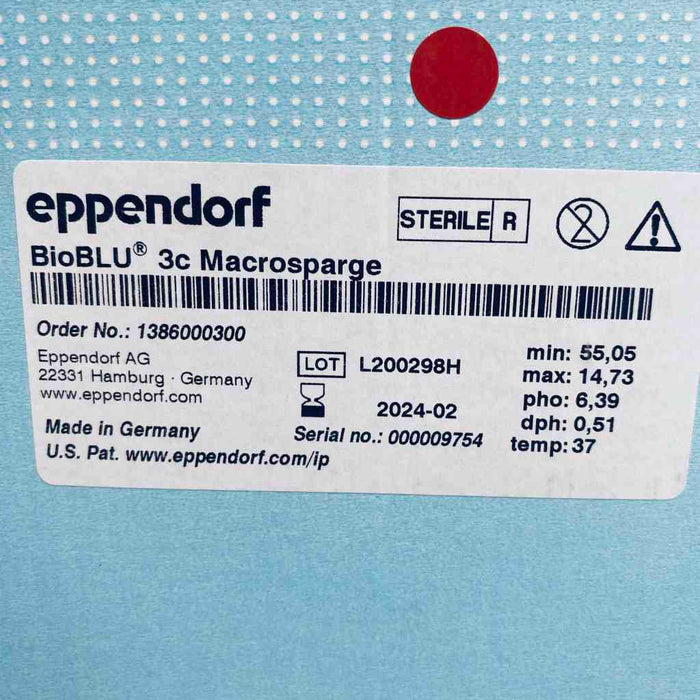 eppendorf
STERILE R
2
BioBLU® 3c Macrosparge
Order No.: 1386000300
Eppendorf AG
22331 Hamburg · Germany
www.eppendorf.com
Made in Germany
U.S. Pat. www.eppendorf.com/ip
LOT L200298H
2024-02
Serial no.: 000009754
min: 55,05
max: 14,73
pho: 6,39
dph: 0,51
temp: 37